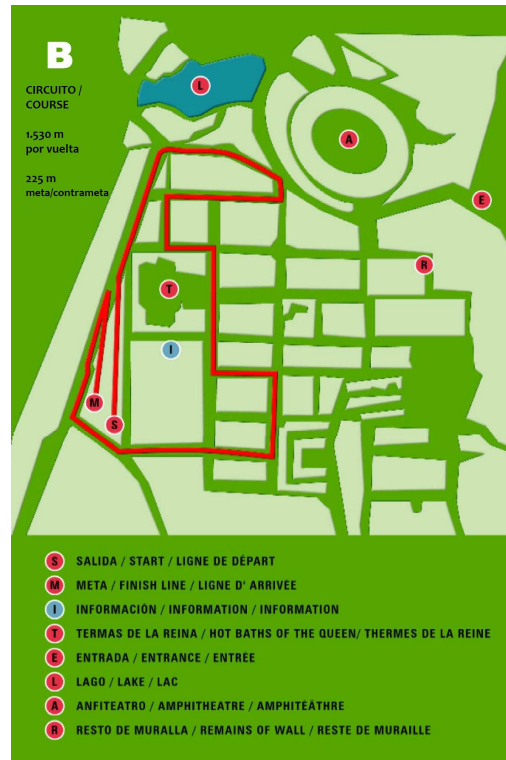 B
CIRCUITO /
COURSE
1.530 m
por vuelta
225 m
meta/contrameta
L
A
E
R
T
I
M
S
S SALIDA / START / LIGNE DE DÉPART
M META / FINISH LINE / LIGNE D' ARRIVÉE
I INFORMACIÓN / INFORMATION / INFORMATION
T TERMAS DE LA REINA / HOT BATHS OF THE QUEEN/ THERMES DE LA REINE
E ENTRADA / ENTRANCE / ENTRÉE
L LAGO / LAKE / LAC
A ANFITEATRO / AMPHITHEATRE / AMPHITÉÂTHRE
R RESTO DE MURALLA / REMAINS OF WALL / RESTE DE MURAILLE